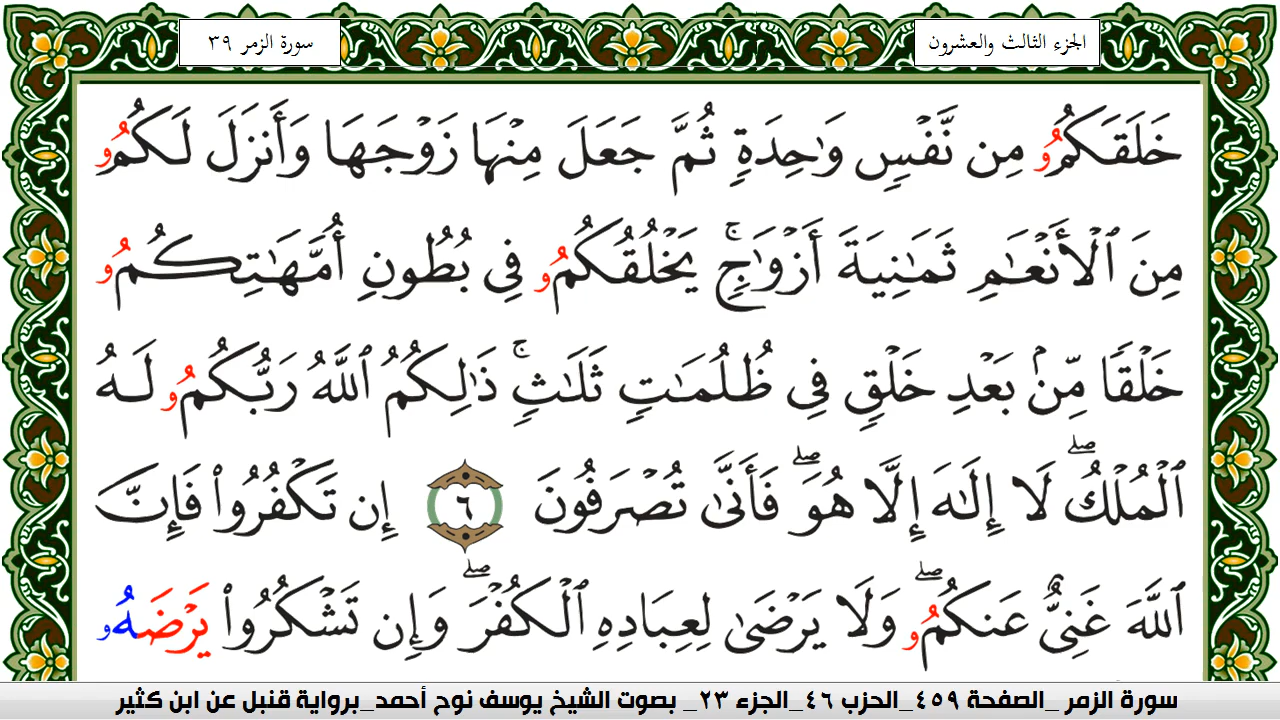 الجزء الثالث والعشرون
سورة الزمر ٣٩
خَلَقَكُمُۥ مِن نَّفْسٍ وَٰحِدَةٍ ثُمَّ جَعَلَ مِنْهَا زَوْجَهَا وَأَنزَلَ لَكُمُۥ
مِنَ ٱلْأَنْعَٰمِ ثَمَٰنِيَةَ أَزْوَٰجٍ ۚ يَخْلُقُكُمُۥ فِي بُطُونِ أُمَّهَٰتِكُمُۥ
خَلْقًا مِّنۢ بَعْدِ خَلْقٍ فِي ظُلُمَٰتٍ ثَلَٰثٍ ۚ ذَٰلِكُمُ ٱللَّهُ رَبُّكُمُۥ لَهُ
ٱلْمُلْكُ ۖ لَا إِلَٰهَ إِلَّا هُوَ ۖ فَأَنَّىٰ تُصْرَفُونَ ٦ إِن تَكْفُرُوا۟ فَإِنَّ
ٱللَّهَ غَنِيٌّ عَنكُمُۥ ۖ وَلَا يَرْضَىٰ لِعِبَادِهِ ٱلْكُفْرَ ۖ وَإِن تَشْكُرُوا۟ يَرْضَهُۥ
سورة الزمر _الصفحة ٤٥٩_الحزب ٤٦_الجزء ٢٣_ بصوت الشيخ يوسف نوح أحمد_برواية قنبل عن ابن كثير